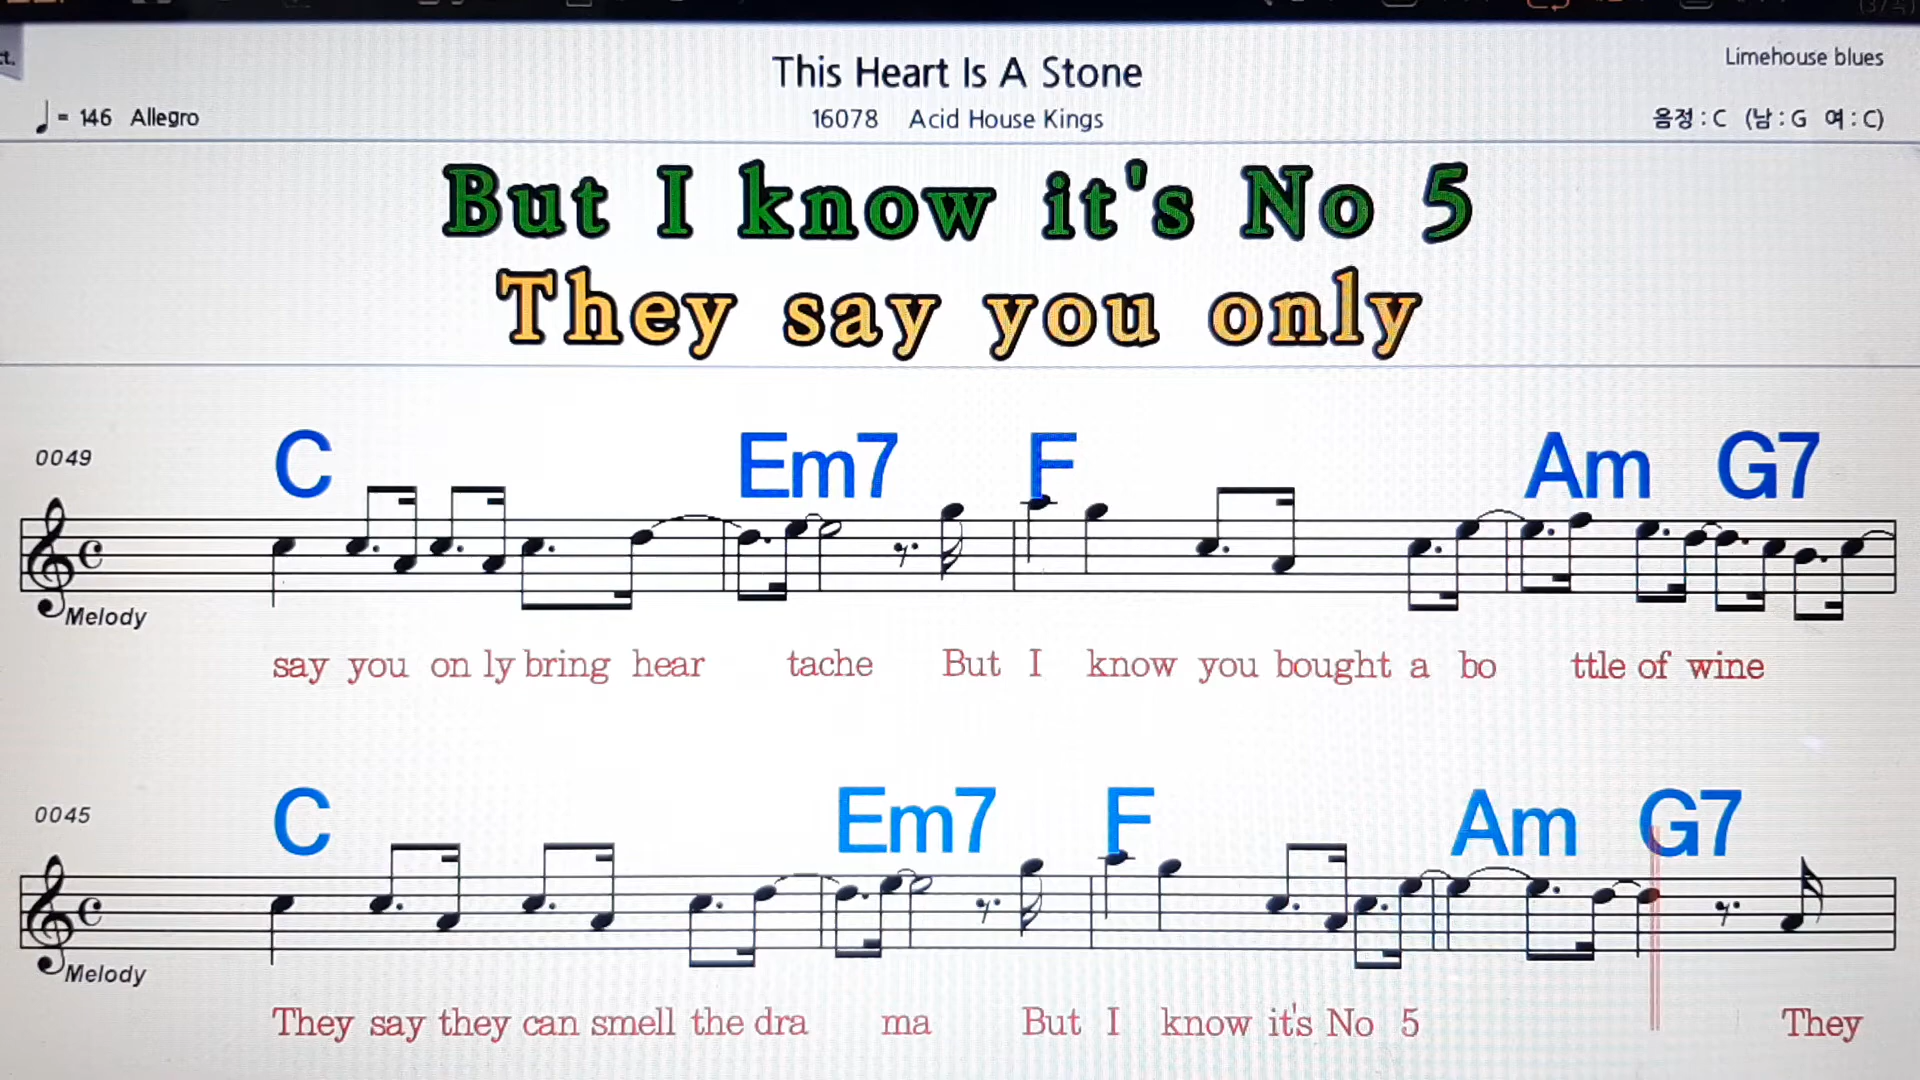 ct.
Limehouse blues
This Heart Is A Stone
= 146 Allegro
16078 Acid House Kings
음정 : C (남 : G 여 : C)
But I know it's No 5
They say you only
0049
C Em7 F Am G7
Melody
say you on ly bring hear tache But I know you bought a bo ttle of wine
0045
C Em7 F Am G7
Melody
They say they can smell the dra ma But I know it's No 5 They